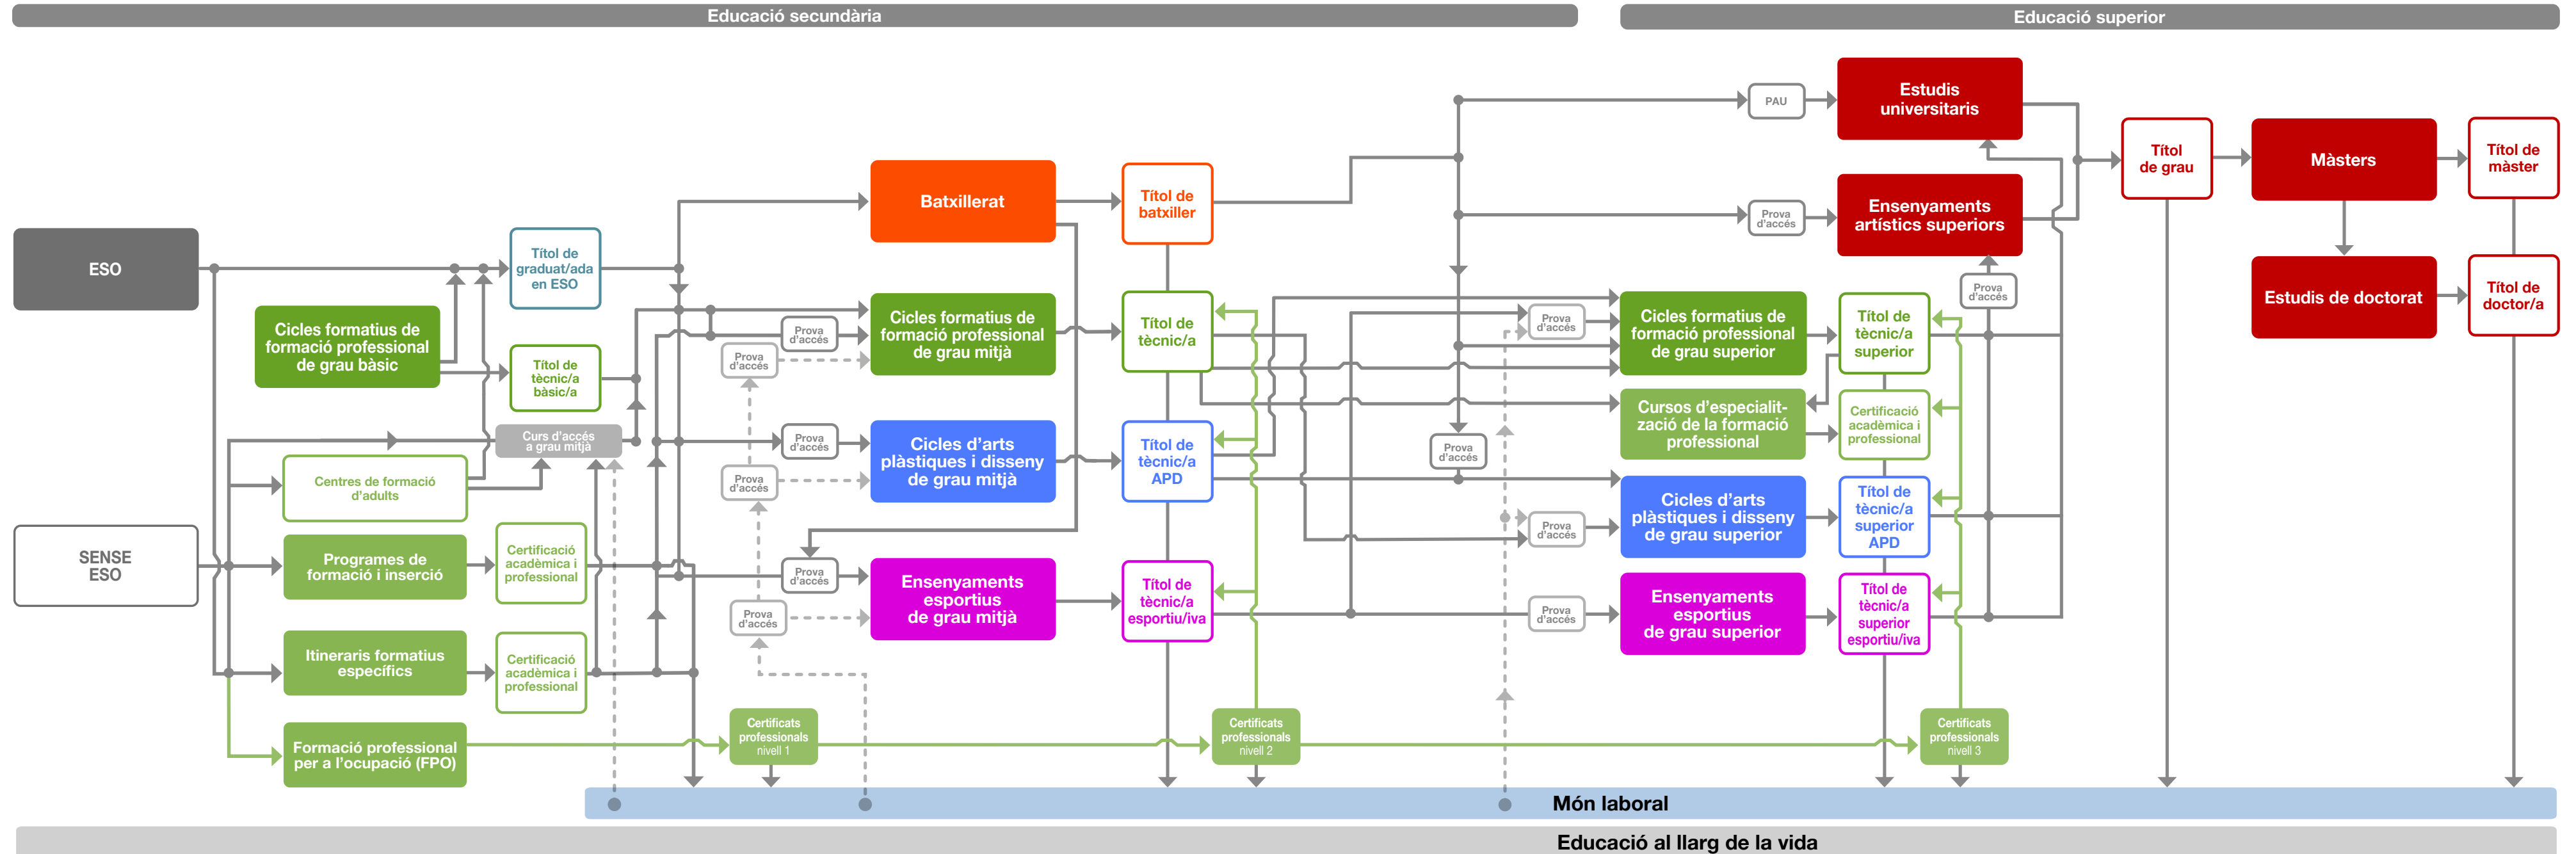 Educació secundària
Educació superior
ESO
SENSE
ESO
Cicles formatius de
formació professional
de grau bàsic
Títol de
graduat/ada
en ESO
Títol de
tècnic/a
bàsic/a
Curs d'accés
a grau mitjà
Centres de formació
d'adults
Programes de
formació i inserció
Certificació
acadèmica i
professional
Itineraris formatius
específics
Certificació
acadèmica i
professional
Formació professional
per a l'ocupació (FPO)
Certificats
professionals
nivell 1
Prova
d'accés
Prova
d'accés
Prova
d'accés
Prova
d'accés
Prova
d'accés
Prova
d'accés
Batxillerat
Cicles formatius de
formació professional
de grau mitjà
Cicles d'arts
plàstiques i disseny
de grau mitjà
Ensenyaments
esportius
de grau mitjà
Títol de
batxiller
Títol de
tècnic/a
Títol de
tècnic/a
APD
Títol de
tècnic/a
esportiu/iva
Certificats
professionals
nivell 2
Prova
d'accés
Prova
d'accés
Prova
d'accés
Prova
d'accés
PAU
Prova
d'accés
Estudis
universitaris
Ensenyaments
artístics superiors
Prova
d'accés
Cicles formatius de
formació professional
de grau superior
Cursos d'especialit-
zació de la formació
professional
Cicles d'arts
plàstiques i disseny
de grau superior
Ensenyaments
esportius
de grau superior
Títol de
tècnic/a
superior
Certificació
acadèmica i
professional
Títol de
tècnic/a
superior
APD
Títol de
tècnic/a
superior
esportiu/iva
Certificats
professionals
nivell 3
Títol
de grau
Màsters
Títol de
màster
Estudis de doctorat
Títol de
doctor/a
Món laboral
Educació al llarg de la vida